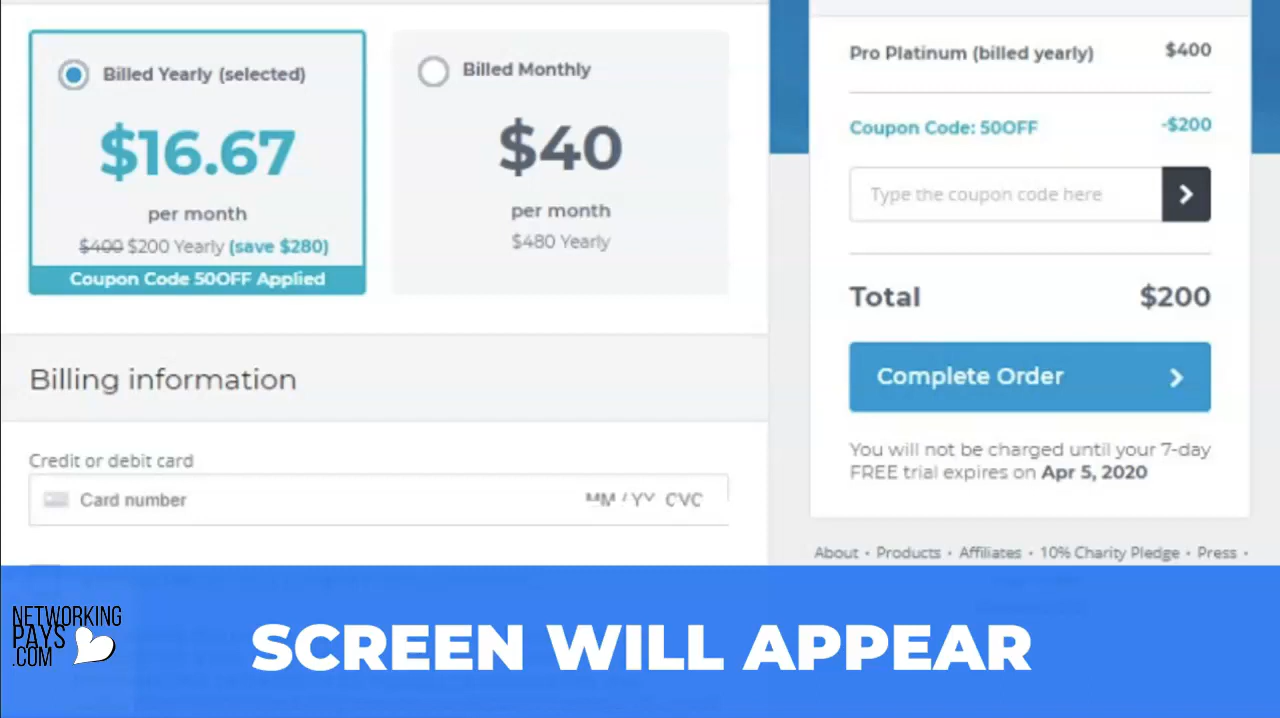 Billed Yearly (selected)
$16.67
per month
$400 $200 Yearly (save $280)
Coupon Code 50OFF Applied
Billed Monthly
$40
per month
$480 Yearly
Billing information
Credit or debit card
Card number MM / YY CVC
Pro Platinum (billed yearly) $400
Coupon Code: 50OFF -$200
Type the coupon code here
Total $200
Complete Order
You will not be charged until your 7-day
FREE trial expires on Apr 5, 2020
About • Products • Affiliates • 10% Charity Pledge • Press •
NETWORKING
PAYS
.COM
SCREEN WILL APPEAR